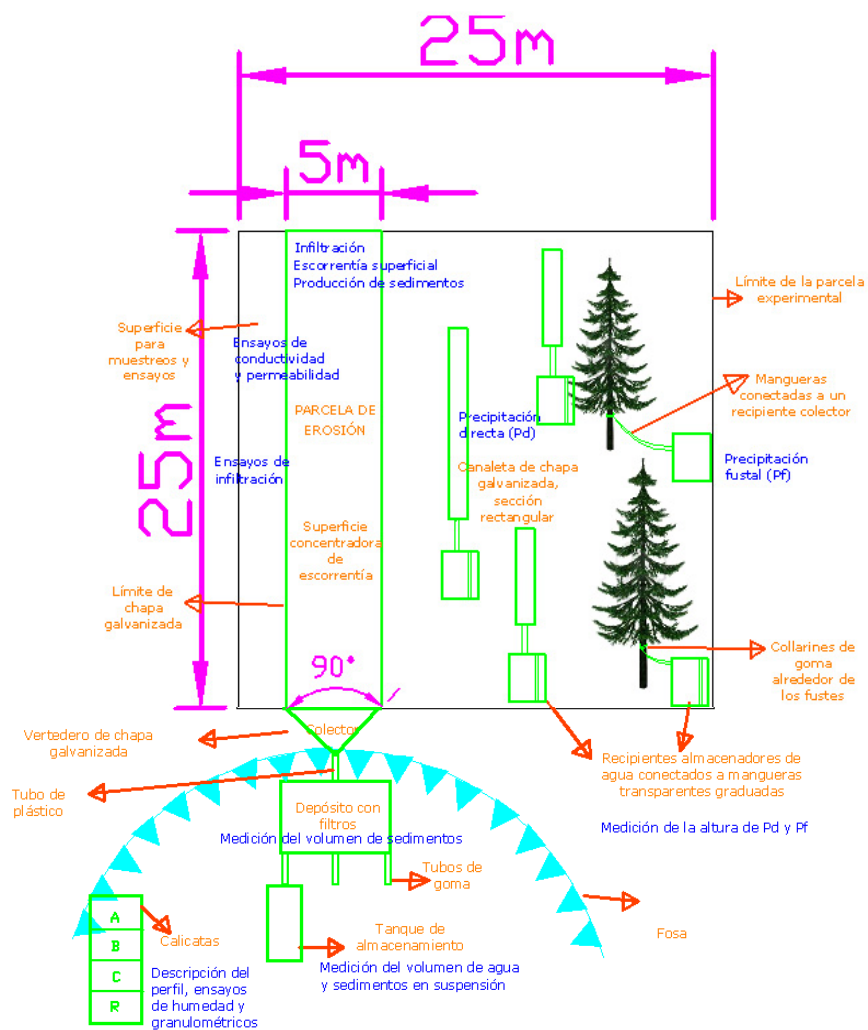 25m
5m
Infiltración
Escorrentía superficial
Producción de sedimentos
Límite de la parcela
experimental
Superficie
para
muestreos y
ensayos
Ensayos de
conductividad
y permeabilidad
25m
Mangueras
conectadas a un
recipiente colector
PARCELA DE
EROSIÓN
Precipitación
directa (Pd)
Precipitación
fustal (Pf)
Ensayos de
infiltración
Canaleta de chapa
galvanizada,
sección
rectangular
Superficie
concentradora
de
escorrentía
Límite de
chapa
galvanizada
Collarines de
goma
alrededor de
los fustes
90°
Vertedero de chapa
galvanizada
Colector
Recipientes almacenadores de
agua conectados a mangueras
transparentes graduadas
Tubo de
plástico
Depósito con
filtros
Medición del volumen de sedimentos
Medición de la altura de Pd y Pf
Tubos de
goma
A
B
C
R
Calicatas
Tanque de
almacenamiento
Fosa
Descripción del
perfil, ensayos
de humedad y
granulométricos
Medición del volumen de agua
y sedimentos en suspensión